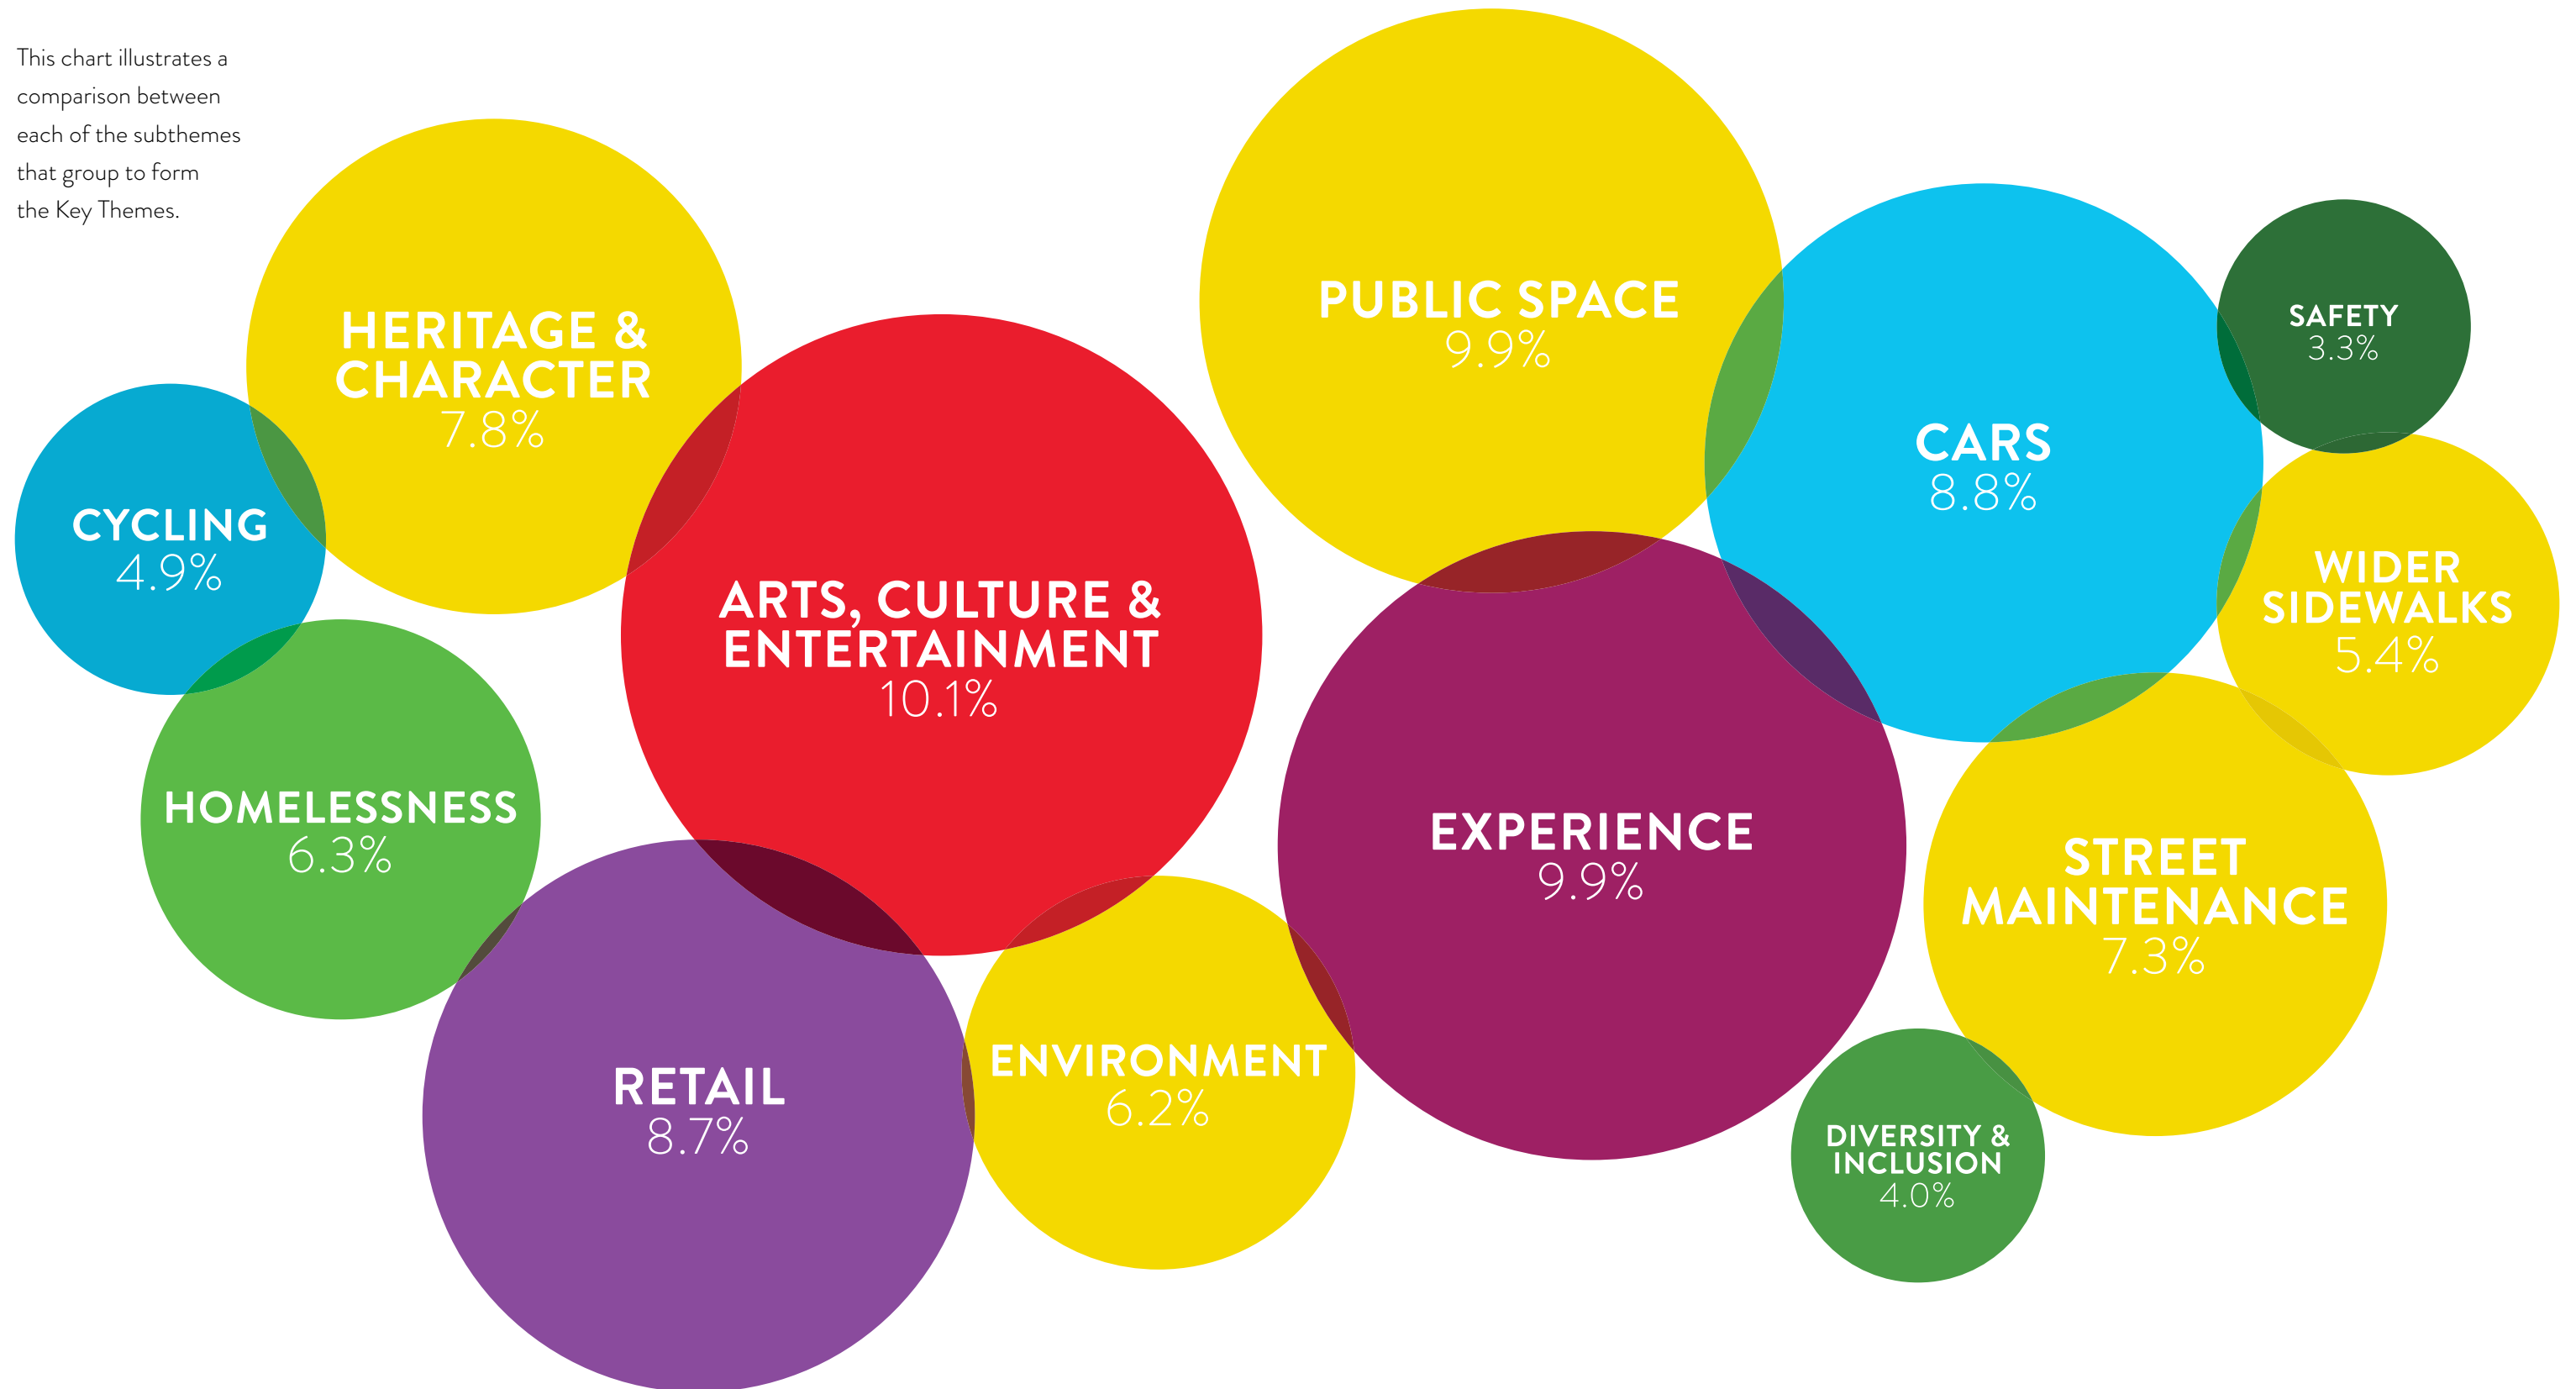 This chart illustrates a
comparison between
each of the subthemes
that group to form
the Key Themes.
HERITAGE &
CHARACTER
7.8%
CYCLING
4.9%
HOMELESSNESS
6.3%
ARTS, CULTURE &
ENTERTAINMENT
10.1%
RETAIL
8.7%
ENVIRONMENT
6.2%
PUBLIC SPACE
9.9%
EXPERIENCE
9.9%
CARS
8.8%
SAFETY
3.3%
WIDER
SIDEWALKS
5.4%
STREET
MAINTENANCE
7.3%
DIVERSITY &
INCLUSION
4.0%